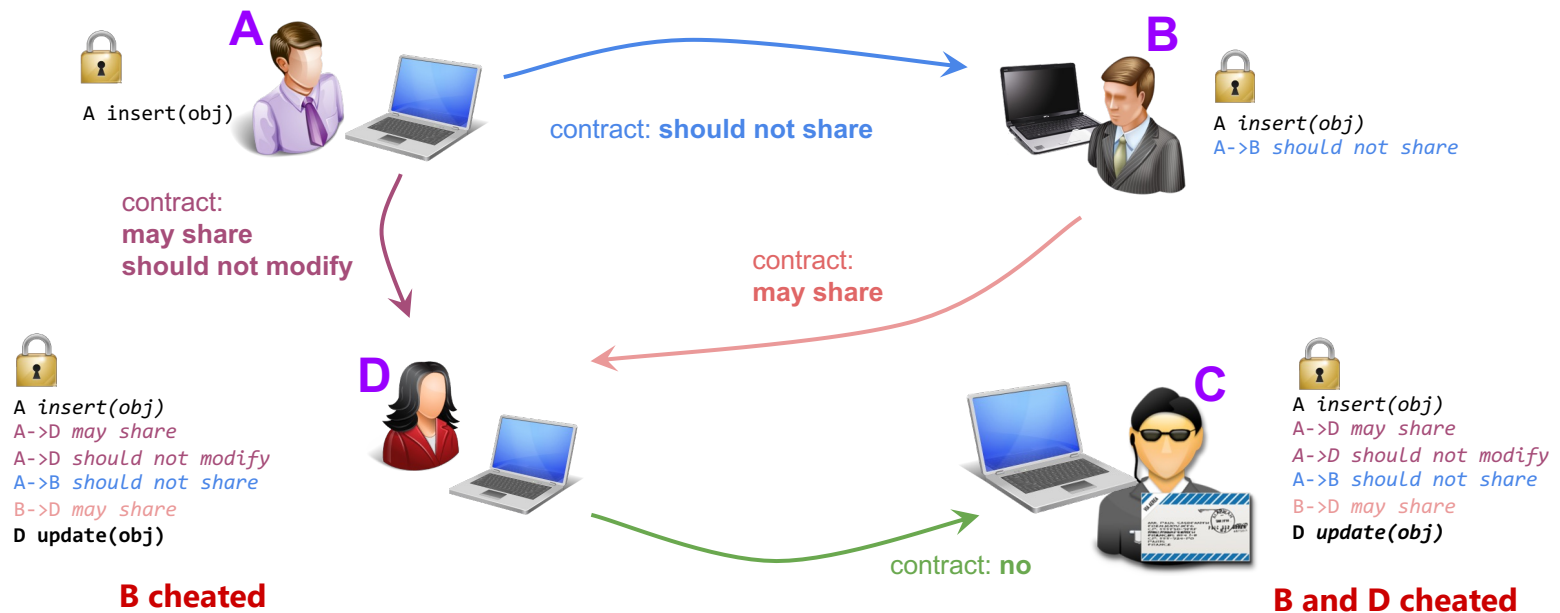 A
B
A insert(obj)
contract: should not share
A insert(obj)
A->B should not share
contract:
may share
should not modify
contract:
may share
D
C
A insert(obj)
A->D may share
A->D should not modify
A->B should not share
B->D may share
D update(obj)
A insert(obj)
A->D may share
A->D should not modify
A->B should not share
B->D may share
D update(obj)
contract: no
B cheated
B and D cheated